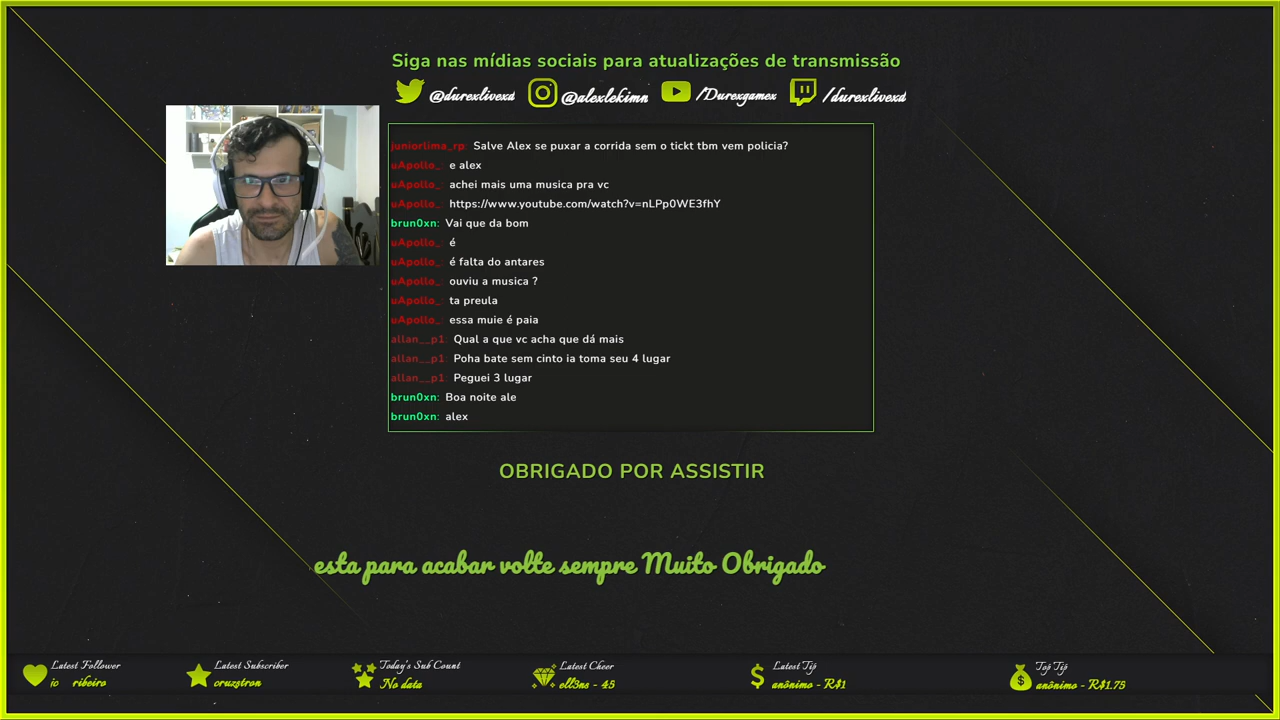 Siga nas mídias sociais para atualizações de transmissão
@durexlivexd @alexlekimn /Durexgamex /durexlivexd
juniorlima_rp: Salve Alex se puxar a corrida sem o tickt tbm vem policia?
uApollo_: e alex
uApollo_: achei mais uma musica pra vc
uApollo_: https://www.youtube.com/watch?v=nLPp0WE3fhY
brun0xn: Vai que da bom
uApollo_: é
uApollo_: é falta do antares
uApollo_: ouviu a musica ?
uApollo_: ta preula
uApollo_: essa muie é paia
allan__p1: Qual a que vc acha que dá mais
allan__p1: Poha bate sem cinto ia toma seu 4 lugar
allan__p1: Peguei 3 lugar
brun0xn: Boa noite ale
brun0xn: alex
OBRIGADO POR ASSISTIR
esta para acabar volte sempre Muito Obrigado
Latest Follower Latest Subscriber Today's Sub Count Latest Cheer Latest Tip Top Tip
ic ribeiro cruzstron No data ell3ns - 45 anônimo - R$1 anônimo - R$1.75